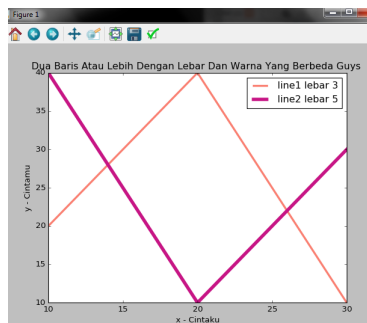 Figure 1
Dua Baris Atau Lebih Dengan Lebar Dan Warna Yang Berbeda Guys
line1 lebar 3
line2 lebar 5
y - Cintamu
40
35
30
25
20
15
10
10
15
20
25
30
x - Cintaku